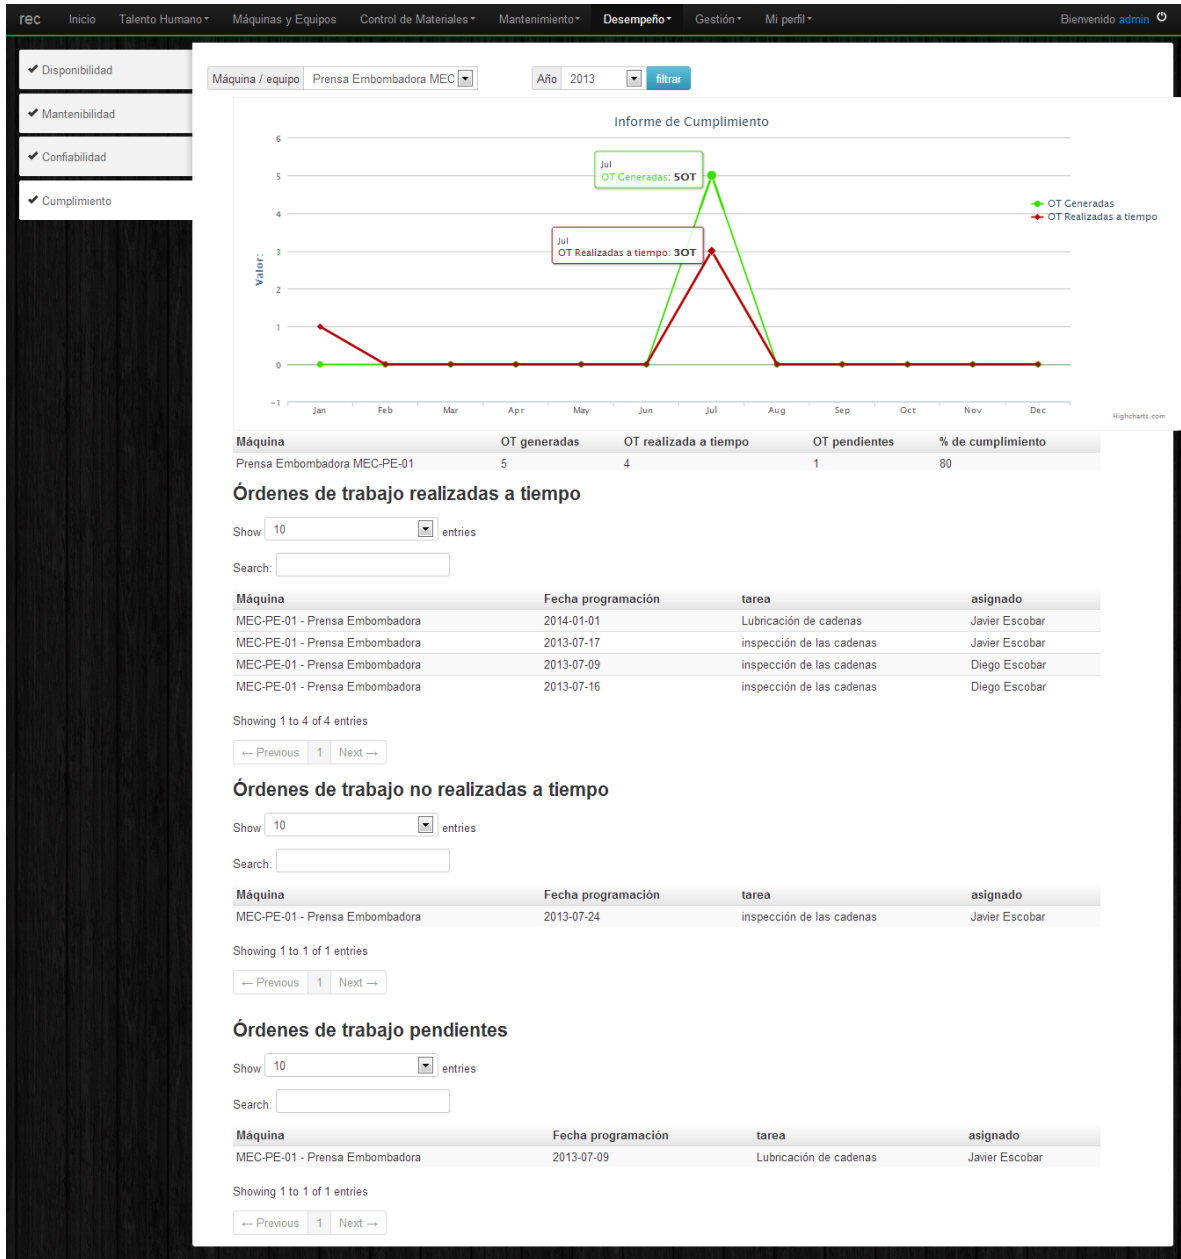 rec Inicio Talento Humano Máquinas y Equipos Control de Materiales Mantenimiento Desempeño Gestión Mi perfil Bienvenido admin
Disponibilidad
Mantenibilidad
Confiabilidad
Cumplimiento
Máquina / equipo Prensa Embombadora MEC Año 2013 filtrar
Informe de Cumplimiento
6
5
4
3
2
1
0
-1
Valor:
Jul
OT Generadas: 5OT
Jul
OT Realizadas a tiempo: 3OT
OT Generadas
OT Realizadas a tiempo
Jan Feb Mar Apr May Jun Jul Aug Sep Oct Nov Dec
Highcharts.com
Máquina OT generadas OT realizada a tiempo OT pendientes % de cumplimiento
Prensa Embombadora MEC-PE-01 5 4 1 80
Órdenes de trabajo realizadas a tiempo
Show 10 entries
Search:
Máquina Fecha programación tarea asignado
MEC-PE-01 - Prensa Embombadora 2014-01-01 Lubricación de cadenas Javier Escobar
MEC-PE-01 - Prensa Embombadora 2013-07-17 inspección de las cadenas Javier Escobar
MEC-PE-01 - Prensa Embombadora 2013-07-09 inspección de las cadenas Diego Escobar
MEC-PE-01 - Prensa Embombadora 2013-07-16 inspección de las cadenas Diego Escobar
Showing 1 to 4 of 4 entries
← Previous 1 Next →
Órdenes de trabajo no realizadas a tiempo
Show 10 entries
Search:
Máquina Fecha programación tarea asignado
MEC-PE-01 - Prensa Embombadora 2013-07-24 inspección de las cadenas Javier Escobar
Showing 1 to 1 of 1 entries
← Previous 1 Next →
Órdenes de trabajo pendientes
Show 10 entries
Search:
Máquina Fecha programación tarea asignado
MEC-PE-01 - Prensa Embombadora 2013-07-09 Lubricación de cadenas Javier Escobar
Showing 1 to 1 of 1 entries
← Previous 1 Next →